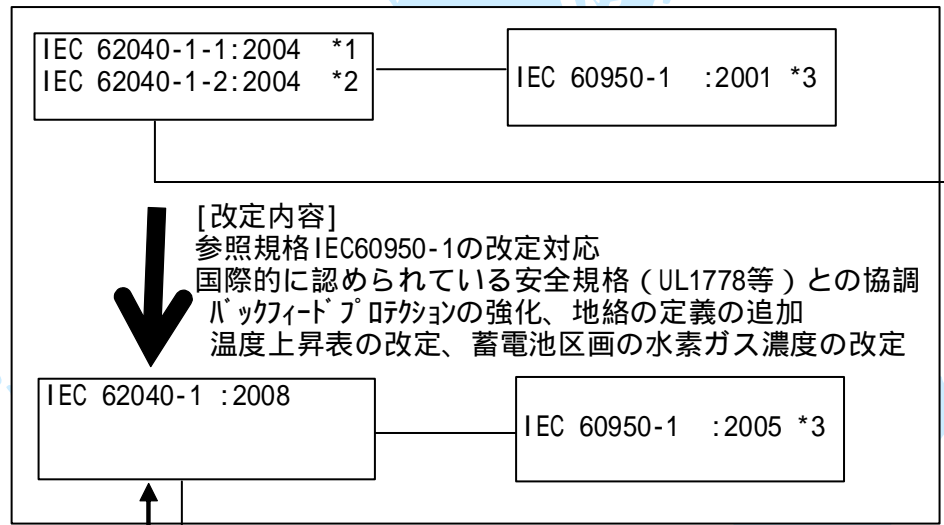 IEC 62040-1-1:2004 *1
IEC 62040-1-2:2004 *2
IEC 60950-1 :2001 *3
[改定内容]
参照規格IEC60950-1の改定対応
国際的に認められている安全規格（UL1778等）との協調
ﾊﾞｯｸﾌｨｰﾄﾞﾌﾟﾛﾃｸｼｮﾝの強化、地絡の定義の追加
温度上昇表の改定、蓄電池区画の水素ガス濃度の改定
IEC 62040-1 :2008
IEC 60950-1 :2005 *3